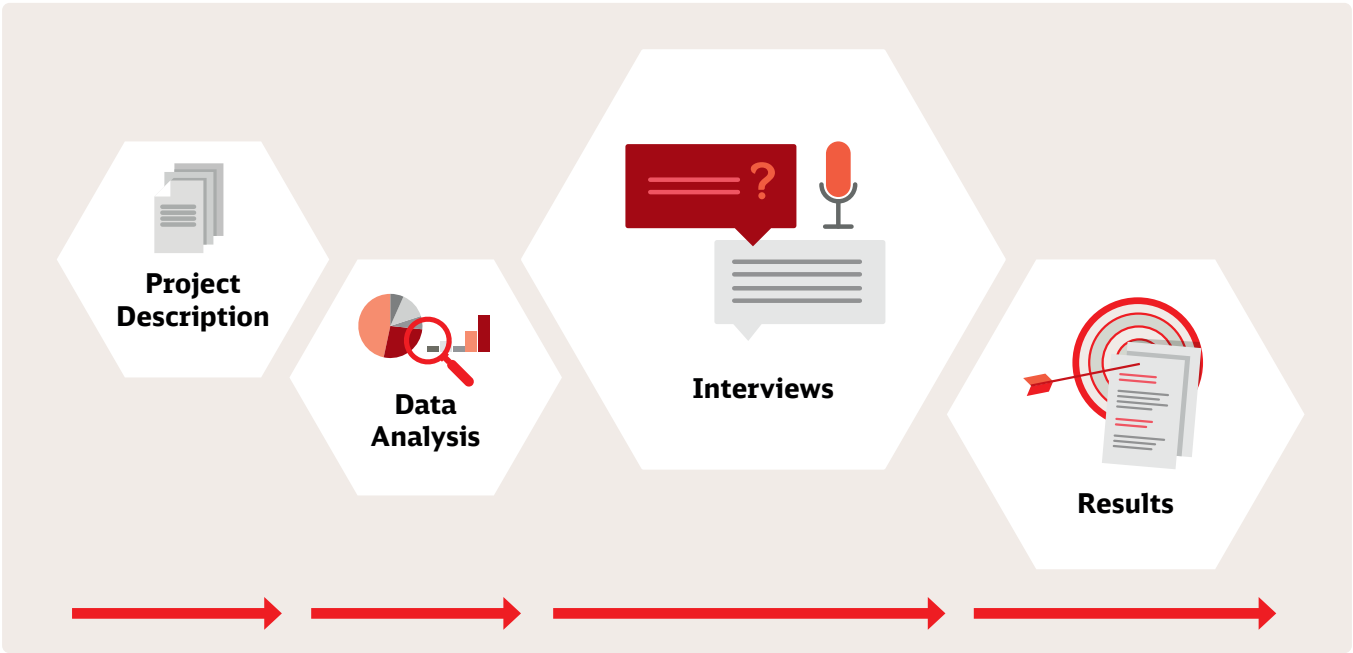 Project
Description
Data
Analysis
?
Interviews
Results